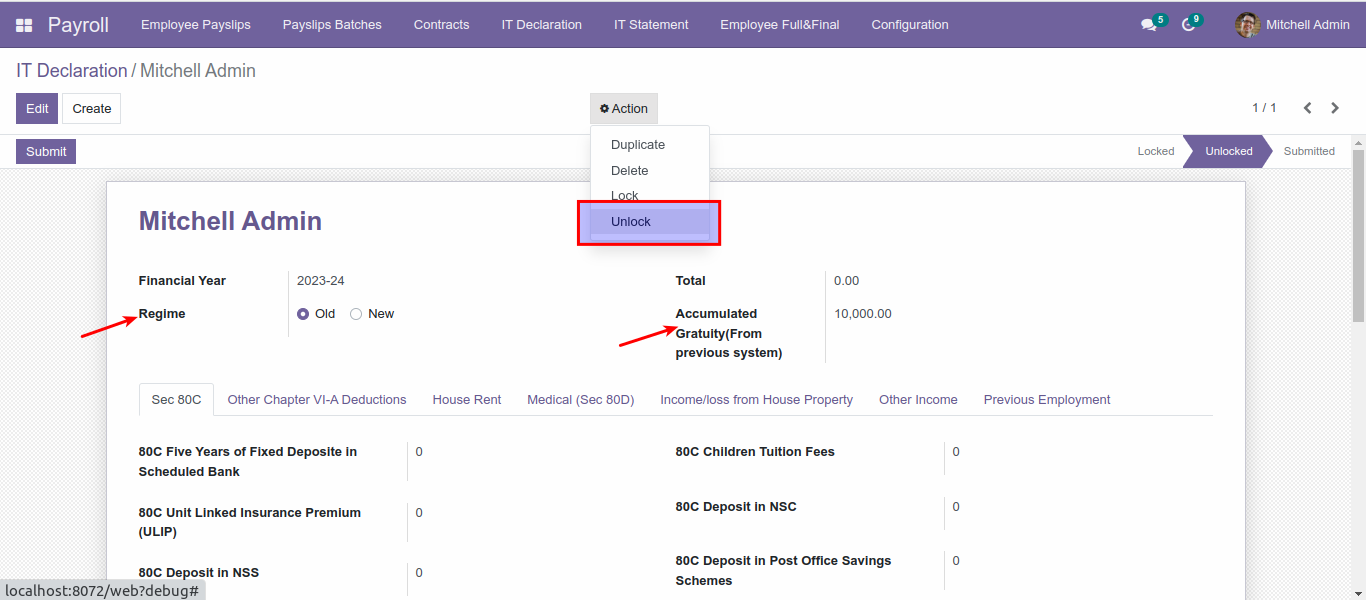 Payroll Employee Payslips Payslips Batches Contracts IT Declaration IT Statement Employee Full&Final Configuration 5 9 Mitchell Admin
IT Declaration / Mitchell Admin
Edit Create Action 1 / 1
Duplicate
Delete
Lock
Unlock
Submit Locked Unlocked Submitted
Mitchell Admin
Financial Year 2023-24 Total 0.00
Regime Old New Accumulated 10,000.00
Gratuity(From
previous system)
Sec 80C Other Chapter VI-A Deductions House Rent Medical (Sec 80D) Income/loss from House Property Other Income Previous Employment
80C Five Years of Fixed Deposite in 0 80C Children Tuition Fees 0
Scheduled Bank
80C Unit Linked Insurance Premium 0 80C Deposit in NSC 0
(ULIP)
80C Deposit in NSS 0 80C Deposit in Post Office Savings 0
Schemes
localhost:8072/web?debug#